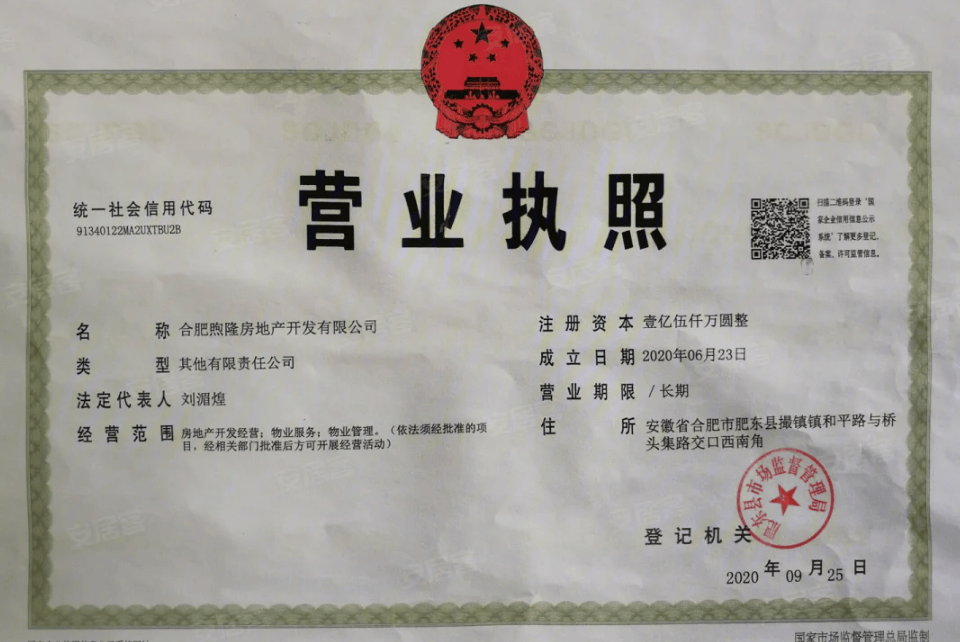 营业执照
统一社会信用代码
91340122MA2UXTBU2B
扫描二维码登录‘国
家企业信用信息公示
系统’了解更多登记、
备案、许可监管信息。
名称 合肥煦隆房地产开发有限公司
类型 其他有限责任公司
法定代表人 刘湄煌
经营范围 房地产开发经营；物业服务；物业管理。（依法须经批准的项
目，经相关部门批准后方可开展经营活动）
注册资本 壹亿伍仟万圆整
成立日期 2020年06月23日
营业期限 / 长期
住所 安徽省合肥市肥东县撮镇镇和平路与桥
头集路交口西南角
肥东县市场监督管理局
登记机关
2020年09月25日
国家市场监督管理总局监制